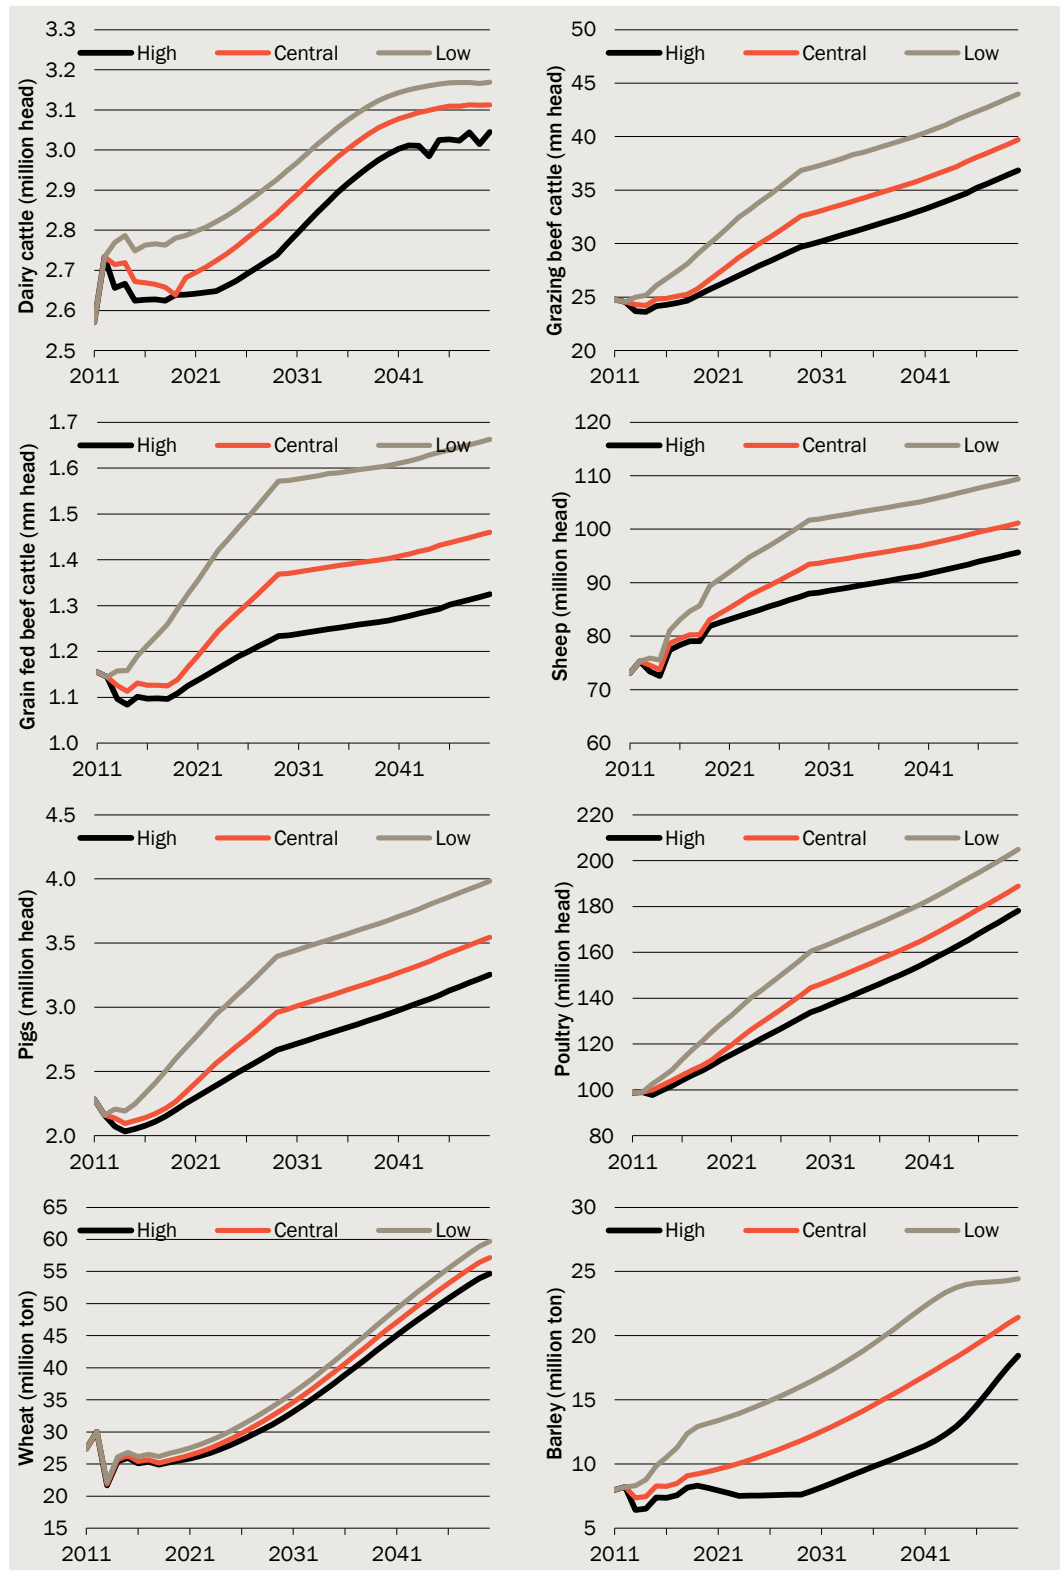 Dairy cattle (million head)
3.3
3.2
3.1
3.0
2.9
2.8
2.7
2.6
2.5
High Central Low
2011 2021 2031 2041
Grazing beef cattle (mn head)
50
45
40
35
30
25
20
High Central Low
2011 2021 2031 2041
Grain fed beef cattle (mn head)
1.7
1.6
1.5
1.4
1.3
1.2
1.1
1.0
High Central Low
2011 2021 2031 2041
Sheep (million head)
120
110
100
90
80
70
60
High Central Low
2011 2021 2031 2041
Pigs (million head)
4.5
4.0
3.5
3.0
2.5
2.0
High Central Low
2011 2021 2031 2041
Poultry (million head)
220
200
180
160
140
120
100
80
High Central Low
2011 2021 2031 2041
Wheat (million ton)
65
60
55
50
45
40
35
30
25
20
15
High Central Low
2011 2021 2031 2041
Barley (million ton)
30
25
20
15
10
5
High Central Low
2011 2021 2031 2041